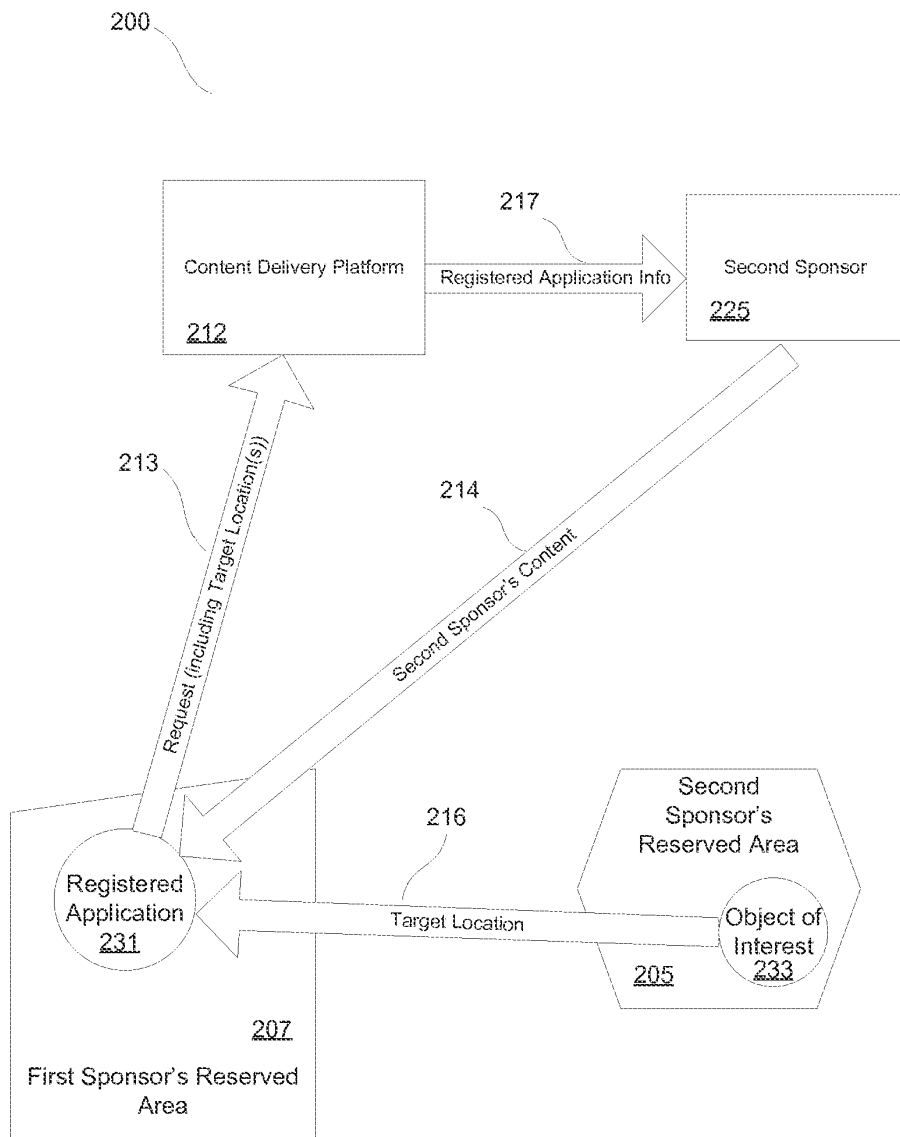 200
217
Content Delivery Platform
212
Registered Application Info
Second Sponsor
225
213
Request (including Target Location(s))
214
Second Sponsor's Content
Second
Sponsor's
Reserved Area
216
Registered
Application
231
Target Location
Object of
Interest
233
205
207
First Sponsor's Reserved
Area